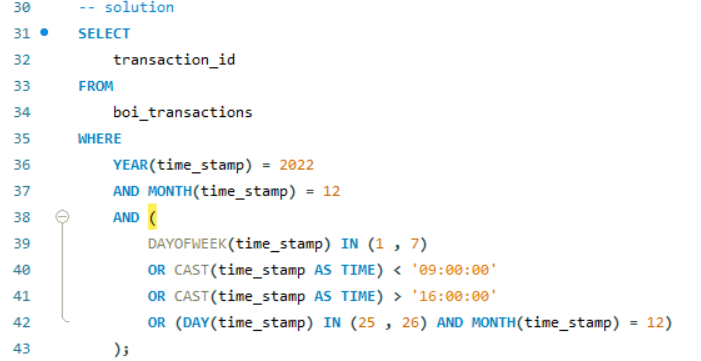 30 -- solution
31 SELECT
32 transaction_id
33 FROM
34 boi_transactions
35 WHERE
36 YEAR(time_stamp) = 2022
37 AND MONTH(time_stamp) = 12
38 AND (
39 DAYOFWEEK(time_stamp) IN (1 , 7)
40 OR CAST(time_stamp AS TIME) < '09:00:00'
41 OR CAST(time_stamp AS TIME) > '16:00:00'
42 OR (DAY(time_stamp) IN (25 , 26) AND MONTH(time_stamp) = 12)
43 );